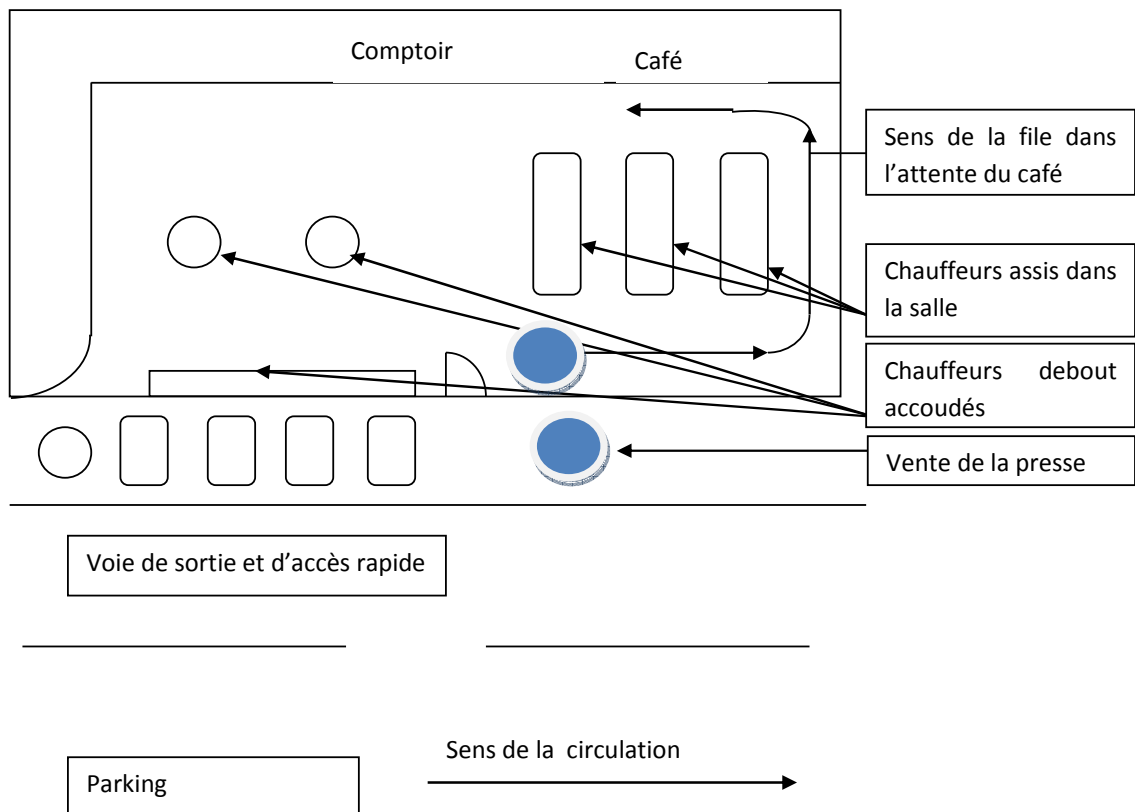 Comptoir
Café
Sens de la file dans
l’attente du café
Chauffeurs assis dans
la salle
Chauffeurs debout
accoudés
Vente de la presse
Voie de sortie et d’accès rapide
Sens de la circulation
Parking